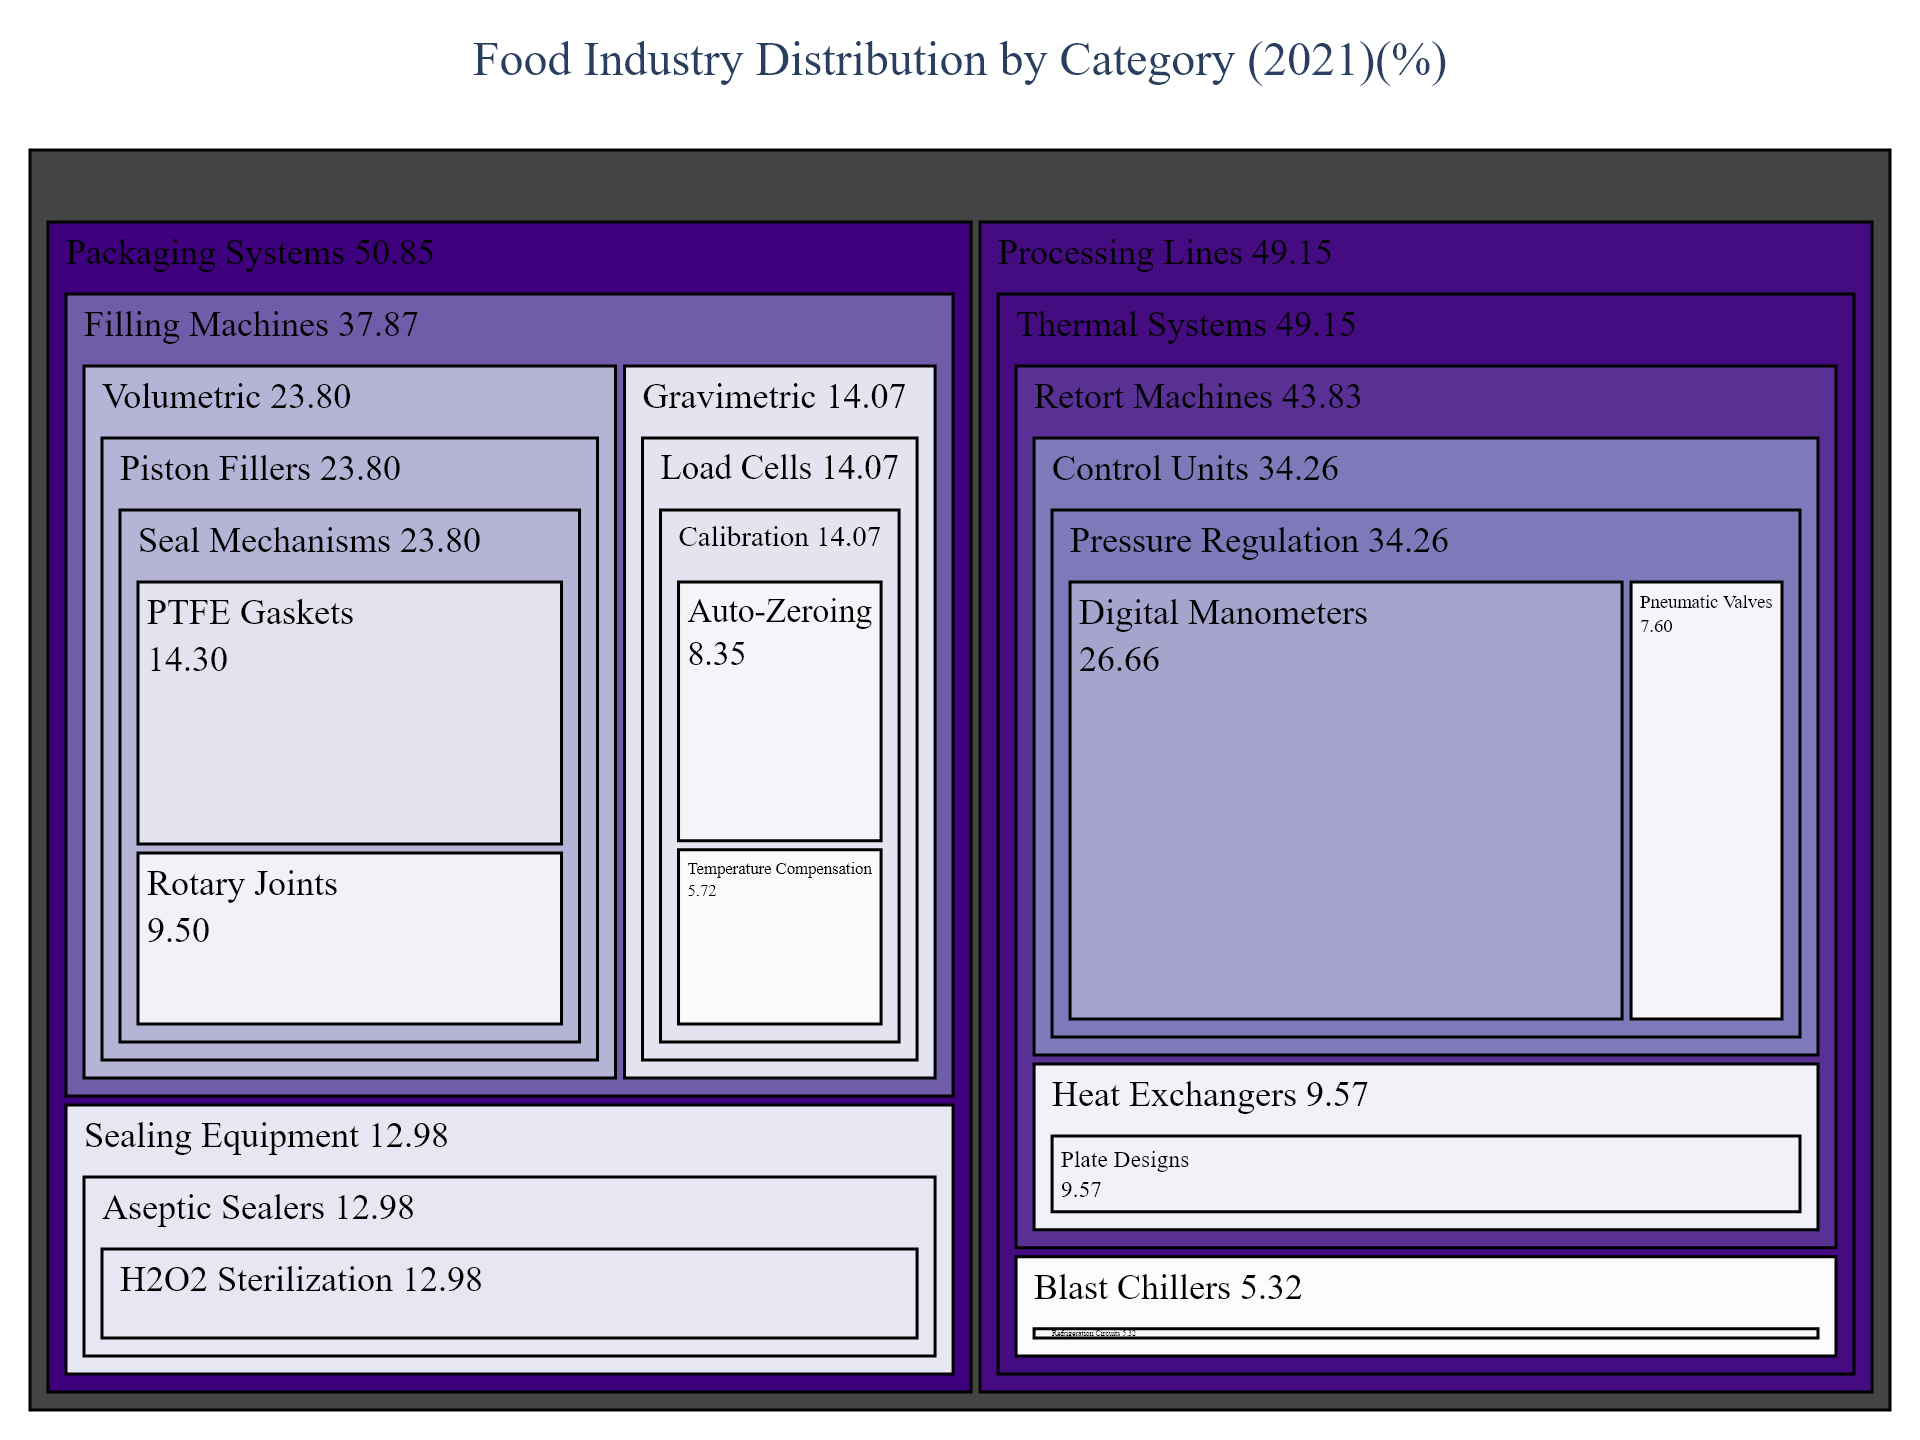 Food Industry Distribution by Category (2021)(%)
Packaging Systems 50.85
Filling Machines 37.87
Volumetric 23.80
Piston Fillers 23.80
Seal Mechanisms 23.80
PTFE Gaskets
14.30
Rotary Joints
9.50
Gravimetric 14.07
Load Cells 14.07
Calibration 14.07
Auto-Zeroing
8.35
Temperature Compensation
5.72
Sealing Equipment 12.98
Aseptic Sealers 12.98
H2O2 Sterilization 12.98
Processing Lines 49.15
Thermal Systems 49.15
Retort Machines 43.83
Control Units 34.26
Pressure Regulation 34.26
Digital Manometers
26.66
Pneumatic Valves
7.60
Heat Exchangers 9.57
Plate Designs
9.57
Blast Chillers 5.32
Refrigeration Circuits 5.32